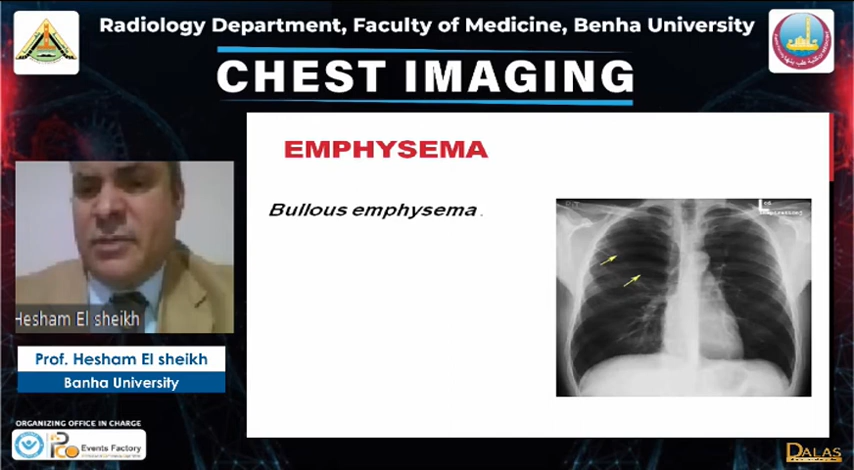 Radiology Department, Faculty of Medicine, Benha University
CHEST IMAGING
EMPHYSEMA
Bullous emphysema.
L
Hesham El sheikh
Prof. Hesham El sheikh
Banha University
ORGANIZING OFFICE IN CHARGE
Events Factory
DALAS